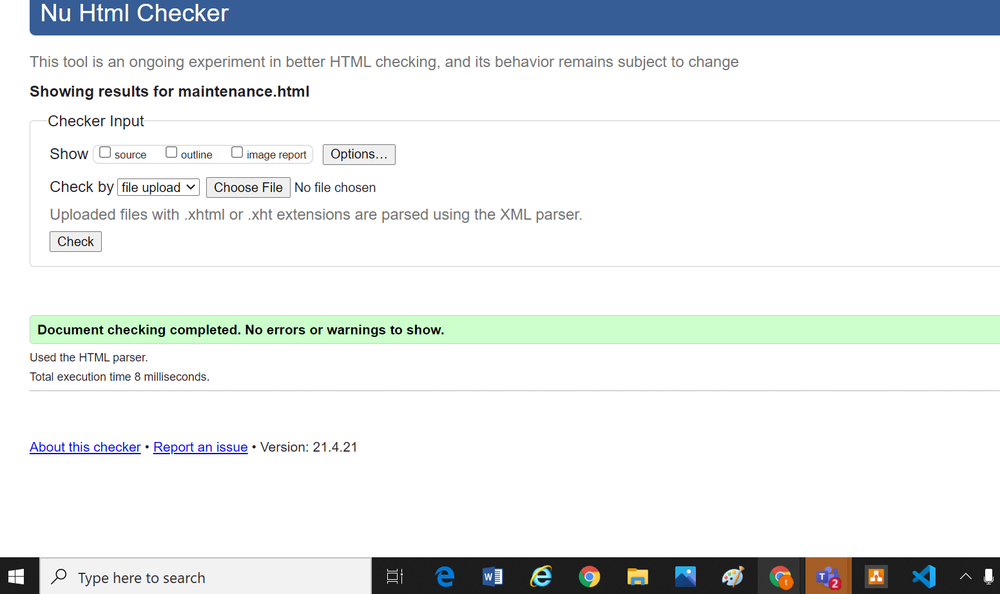 Nu Html Checker
This tool is an ongoing experiment in better HTML checking, and its behavior remains subject to change
Showing results for maintenance.html
Checker Input
Show source outline image report Options...
Check by file upload Choose File No file chosen
Uploaded files with .xhtml or .xht extensions are parsed using the XML parser.
Check
Document checking completed. No errors or warnings to show.
Used the HTML parser.
Total execution time 8 milliseconds.
About this checker • Report an issue • Version: 21.4.21
Type here to search W t T 2